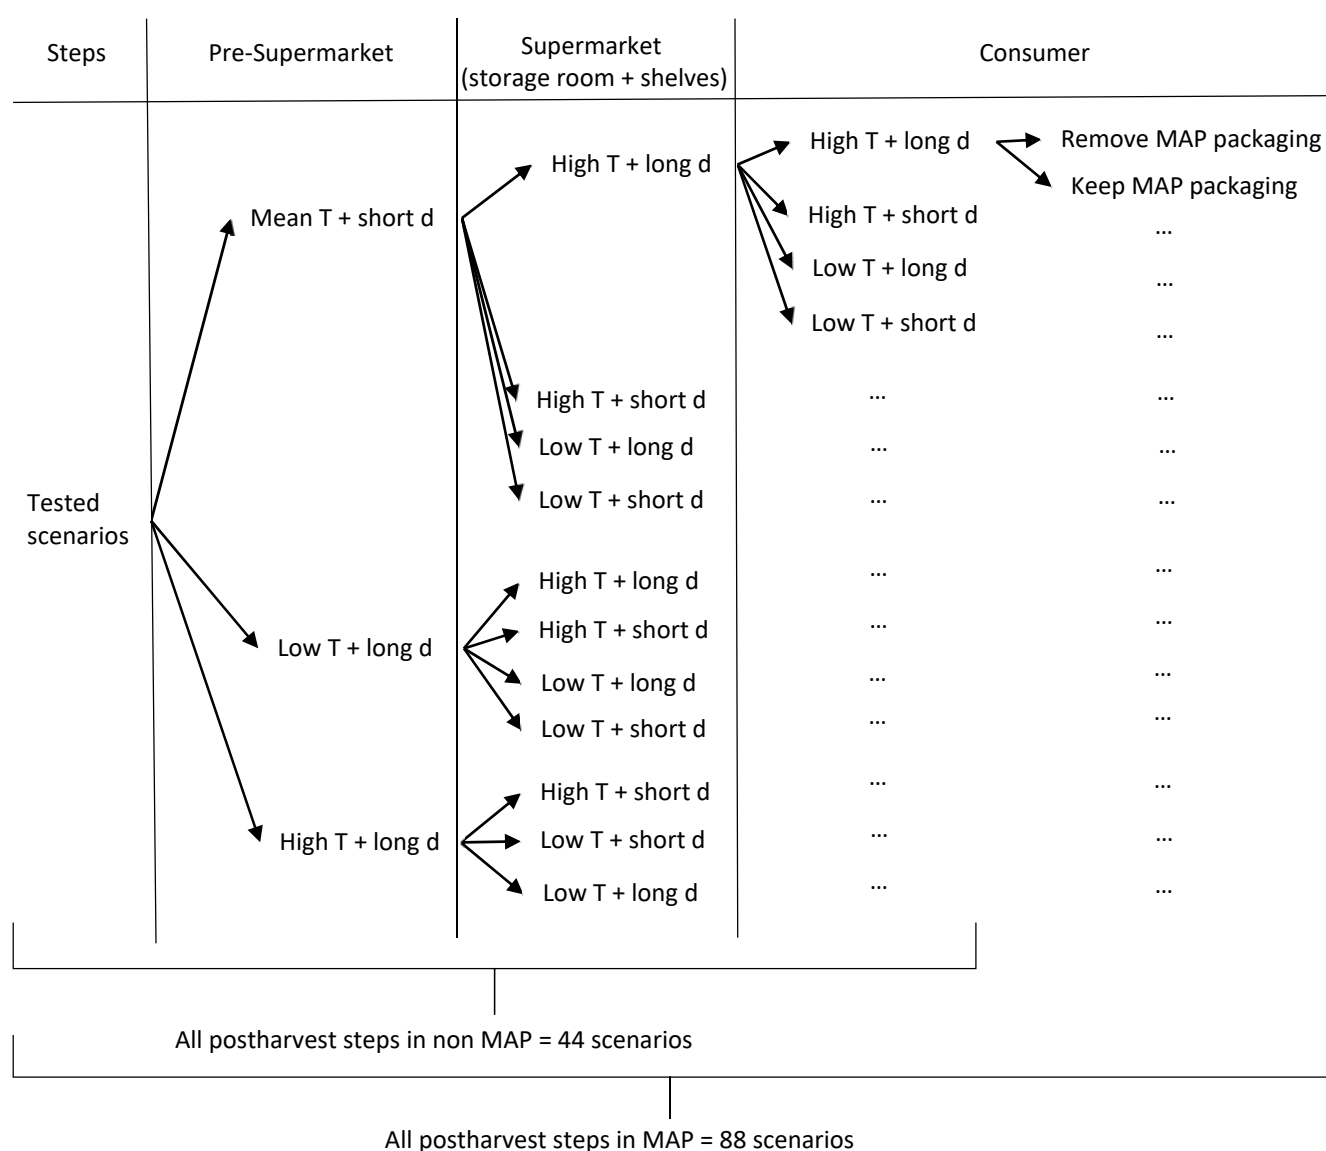 Steps
Pre-Supermarket
Supermarket
(storage room + shelves)
Consumer
High T + long d
High T + long d
Remove MAP packaging
Keep MAP packaging
Mean T + short d
High T + short d
...
Low T + long d
...
Low T + short d
...
High T + short d
...
...
Low T + long d
...
...
Low T + short d
...
...
Tested
scenarios
High T + long d
...
...
High T + short d
...
...
Low T + long d
Low T + long d
...
...
Low T + short d
...
...
High T + short d
...
...
High T + long d
Low T + short d
...
...
Low T + long d
...
...
All postharvest steps in non MAP = 44 scenarios
All postharvest steps in MAP = 88 scenarios